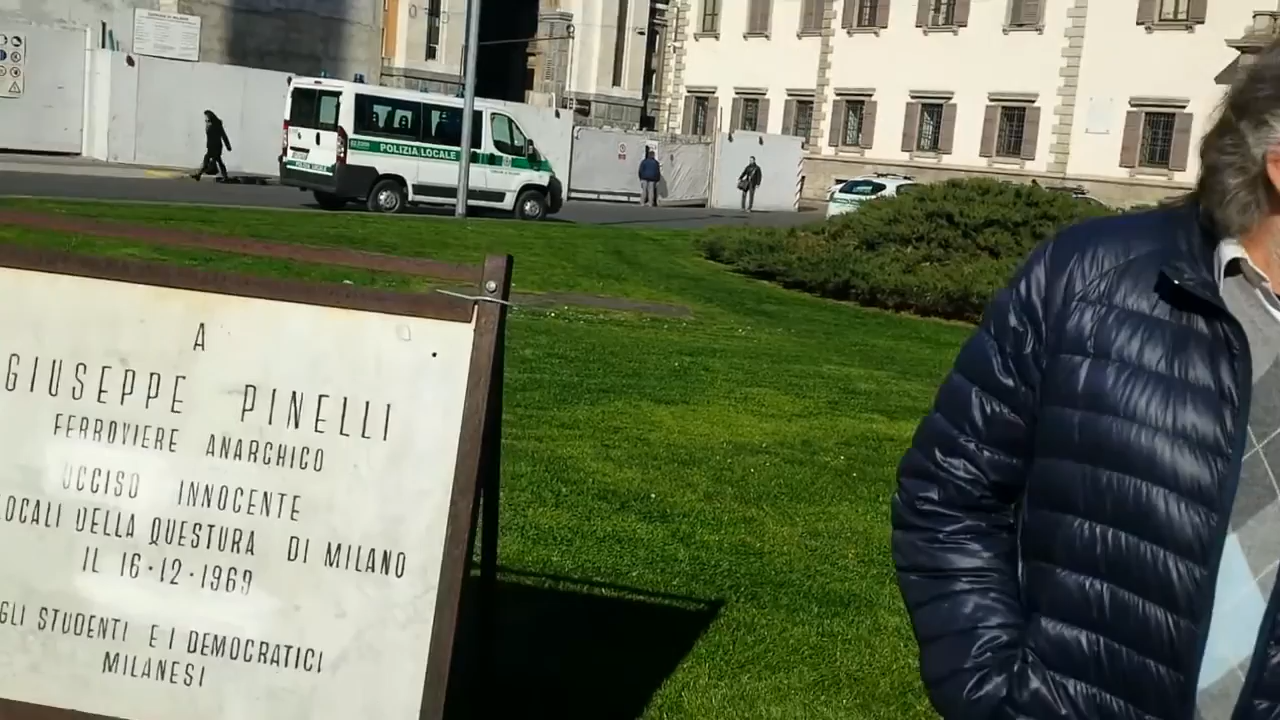 POLIZIA LOCALE
A
GIUSEPPE PINELLI
FERROVIERE ANARCHICO
UCCISO INNOCENTE
LOCALI DELLA QUESTURA DI MILANO
IL 16·12·1969
GLI STUDENTI E I DEMOCRATICI
MILANESI